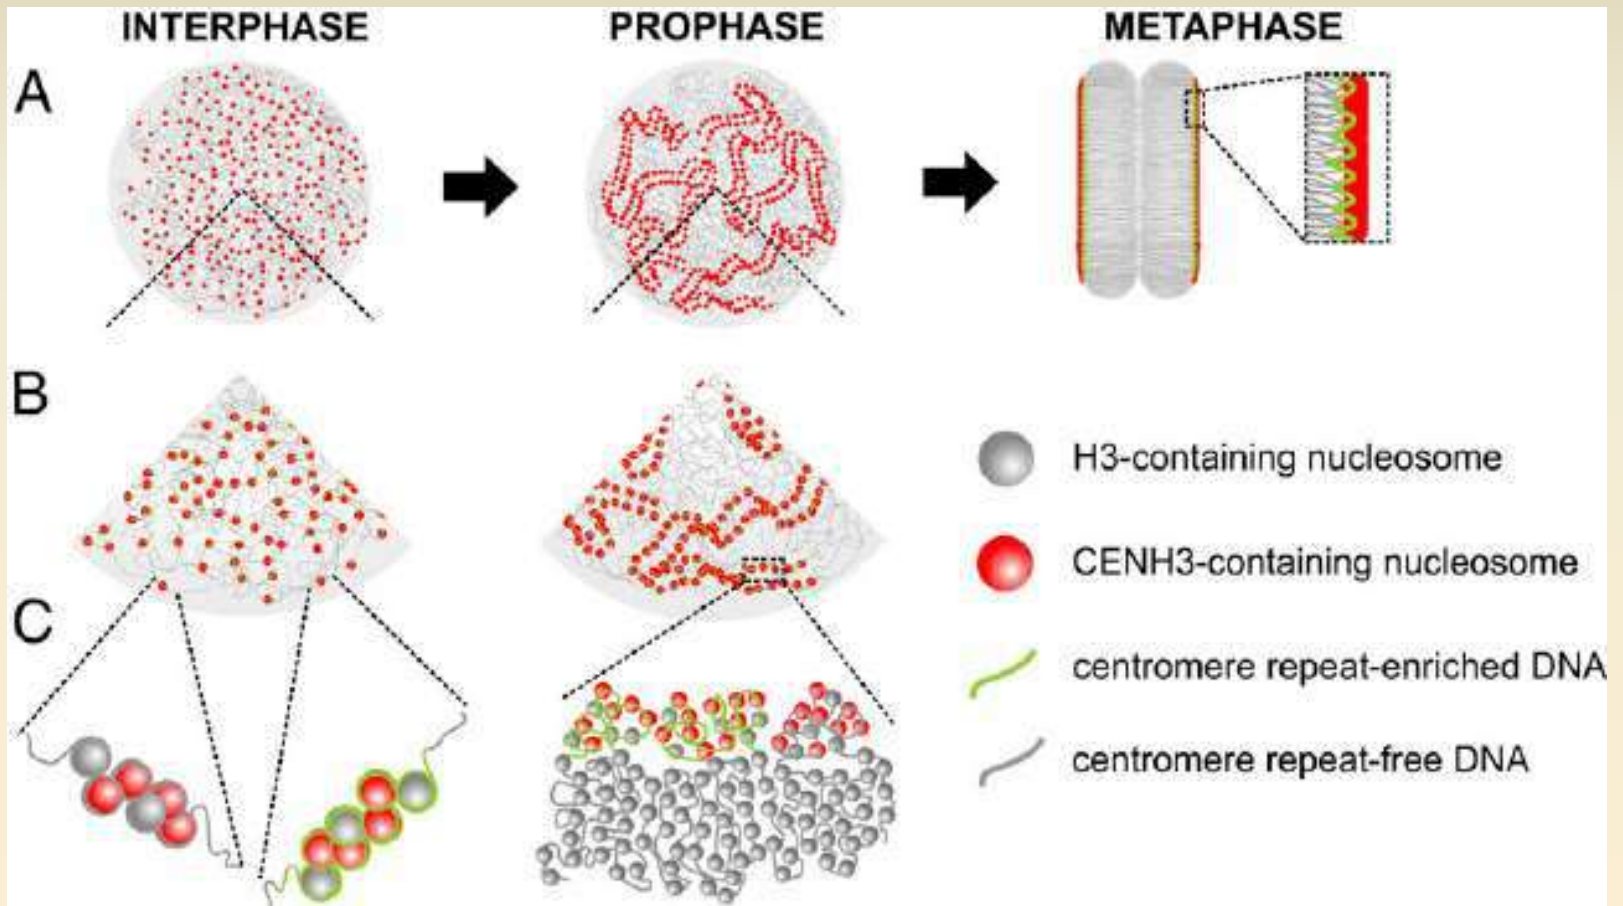 INTERPHASE
PROPHASE
METAPHASE
A
B
C
H3-containing nucleosome
CENH3-containing nucleosome
centromere repeat-enriched DNA
centromere repeat-free DNA